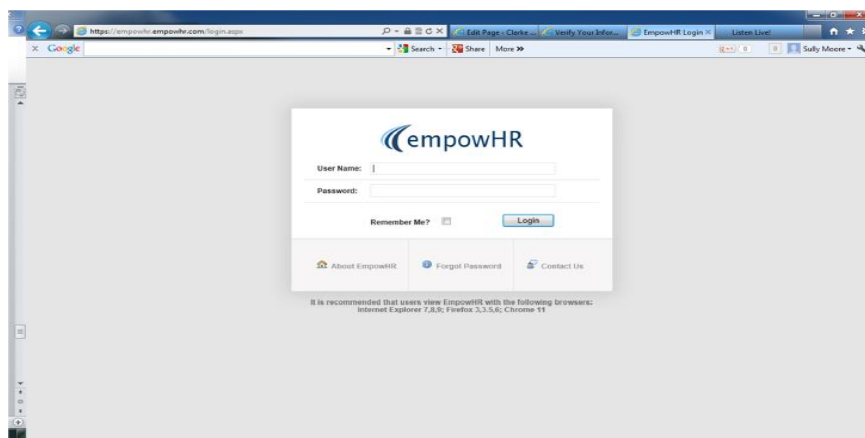 https://empowhr.empowhr.com/login.aspx
Edit Page - Clarke ...
Verify Your Infor...
EmpowHR Login
Listen Live!
× Google
Search
Share
More »
0
0
Sully Moore
empowHR
User Name:
Password:
Remember Me?
Login
About EmpowHR
Forgot Password
Contact Us
It is recommended that users view EmpowHR with the following browsers:
Internet Explorer 7,8,9; Firefox 3,3.5,6; Chrome 11